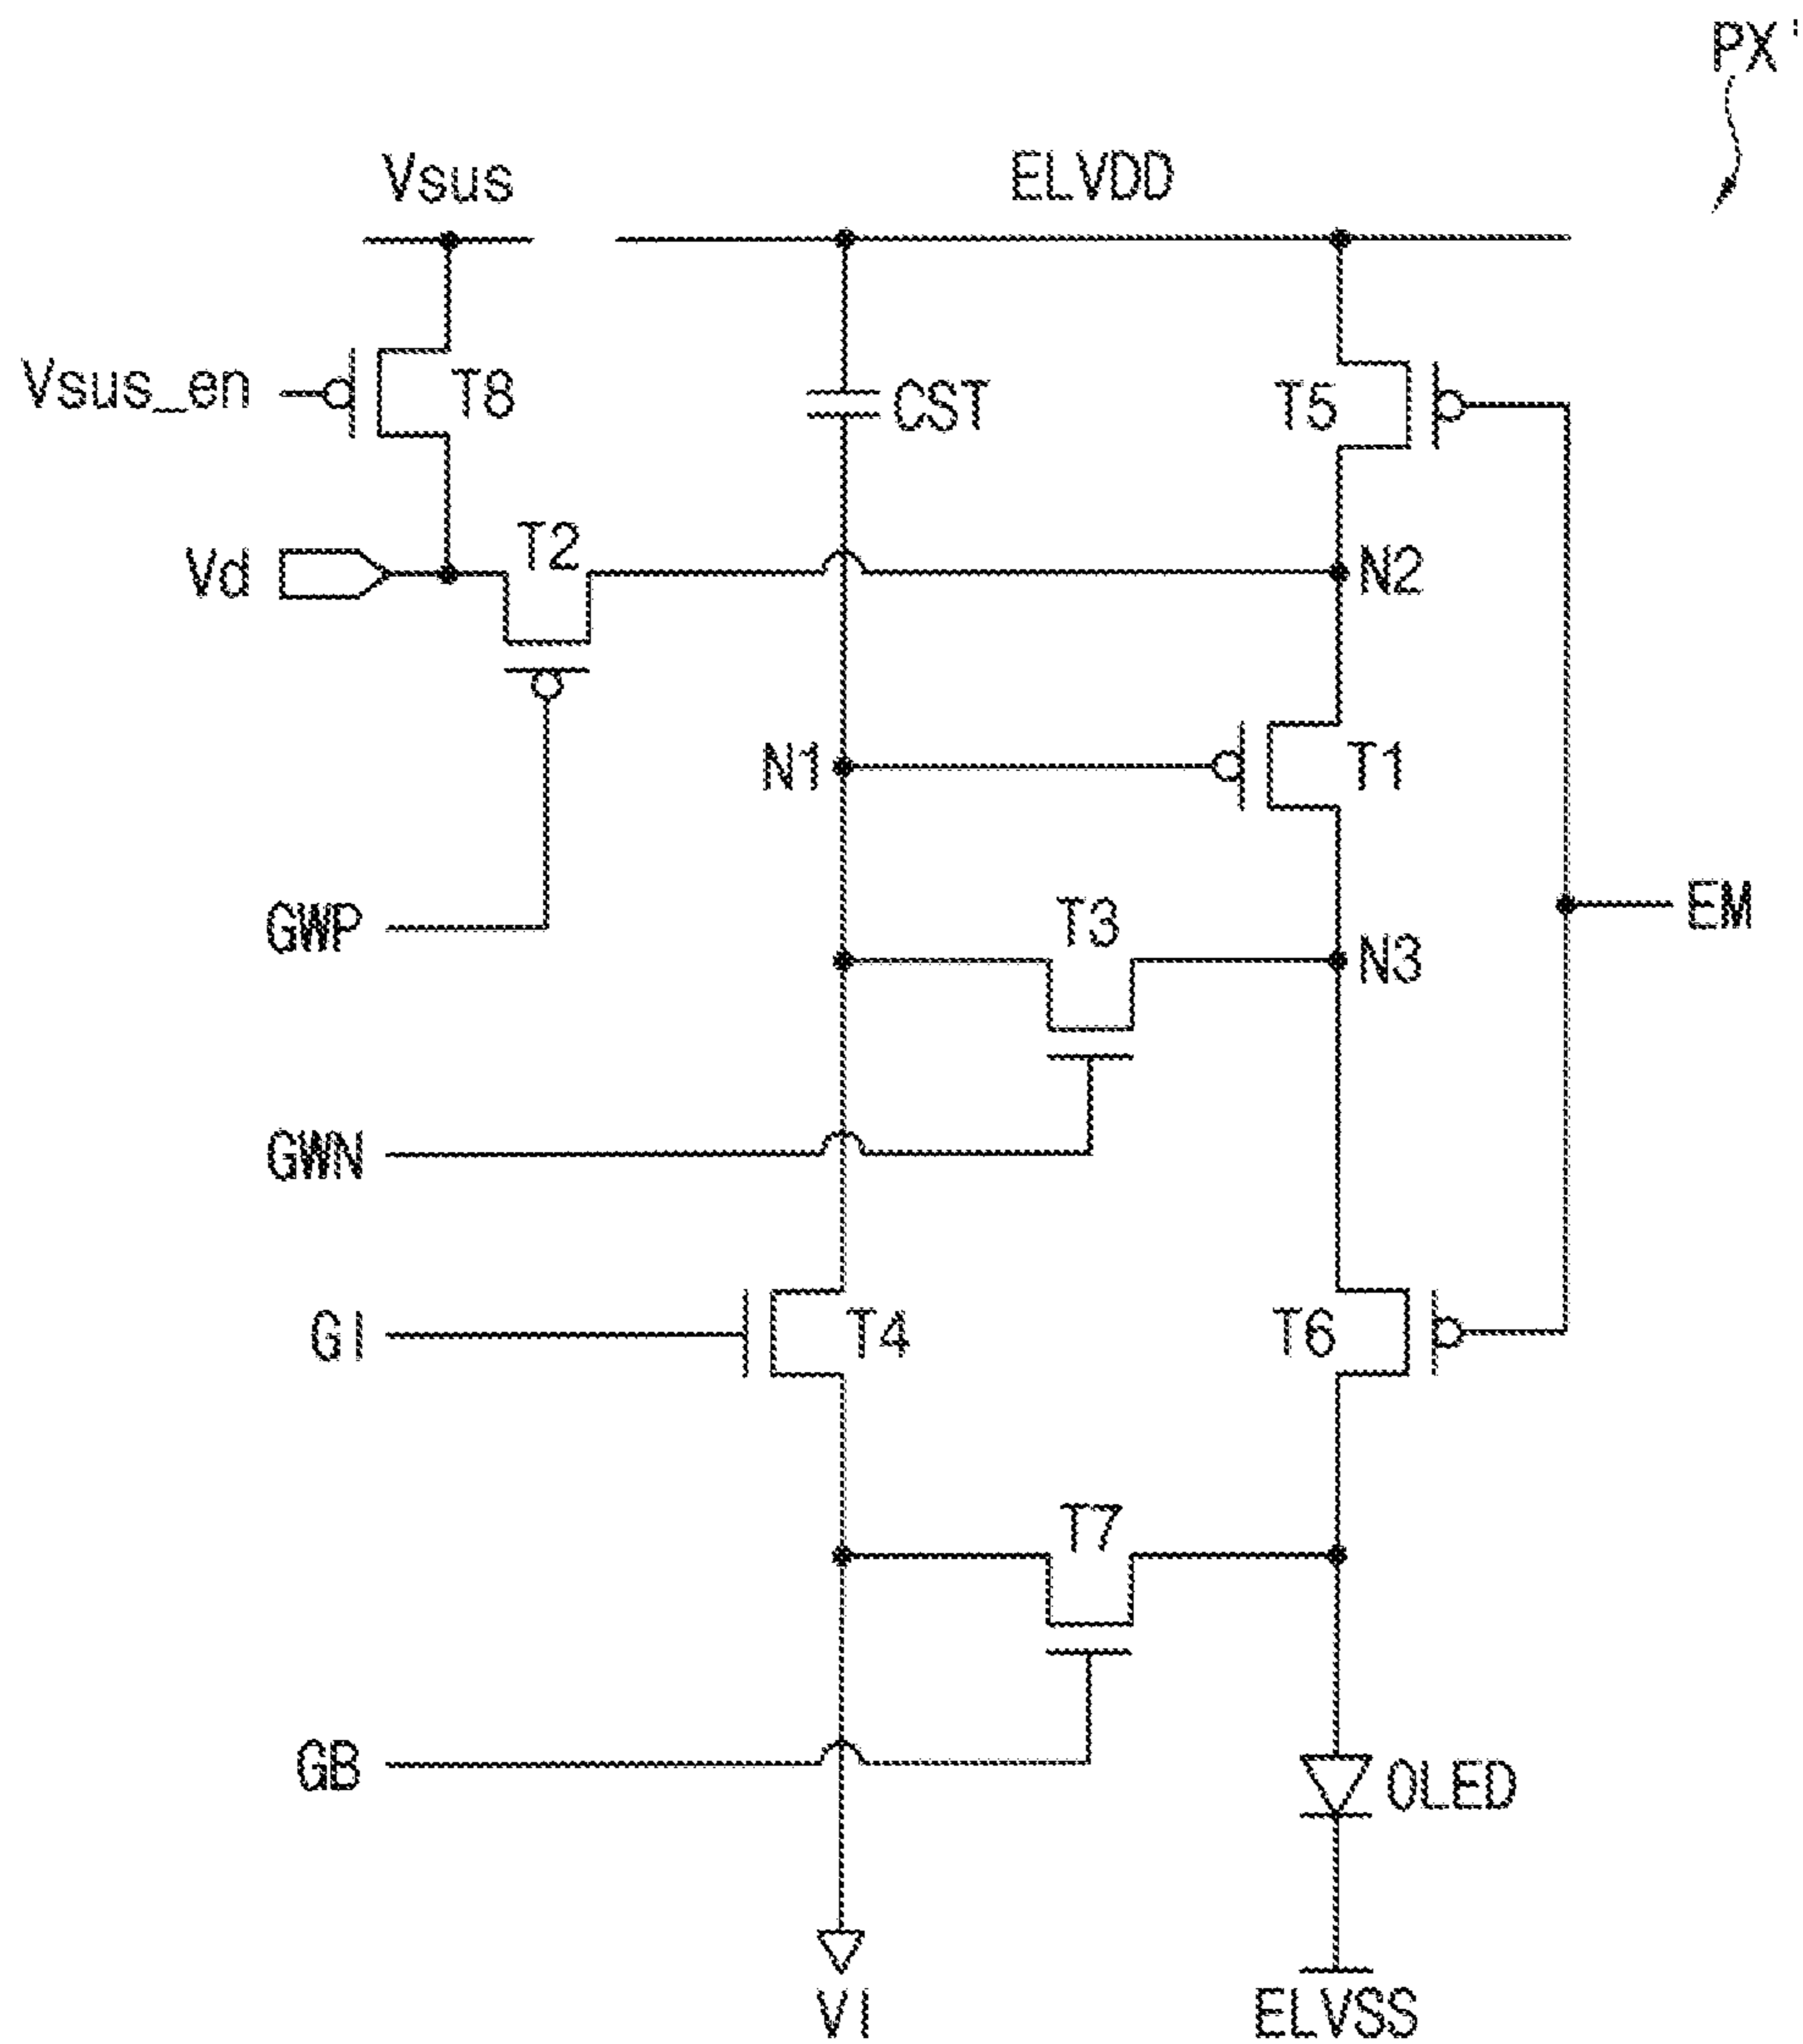 PX'
Vsus
ELVDD
Vsus_en
T8
CST
T5
Vd
T2
N2
N1
T1
GWP
T3
EM
N3
GWN
GI
T4
T6
T7
GB
OLED
VI
ELVSS